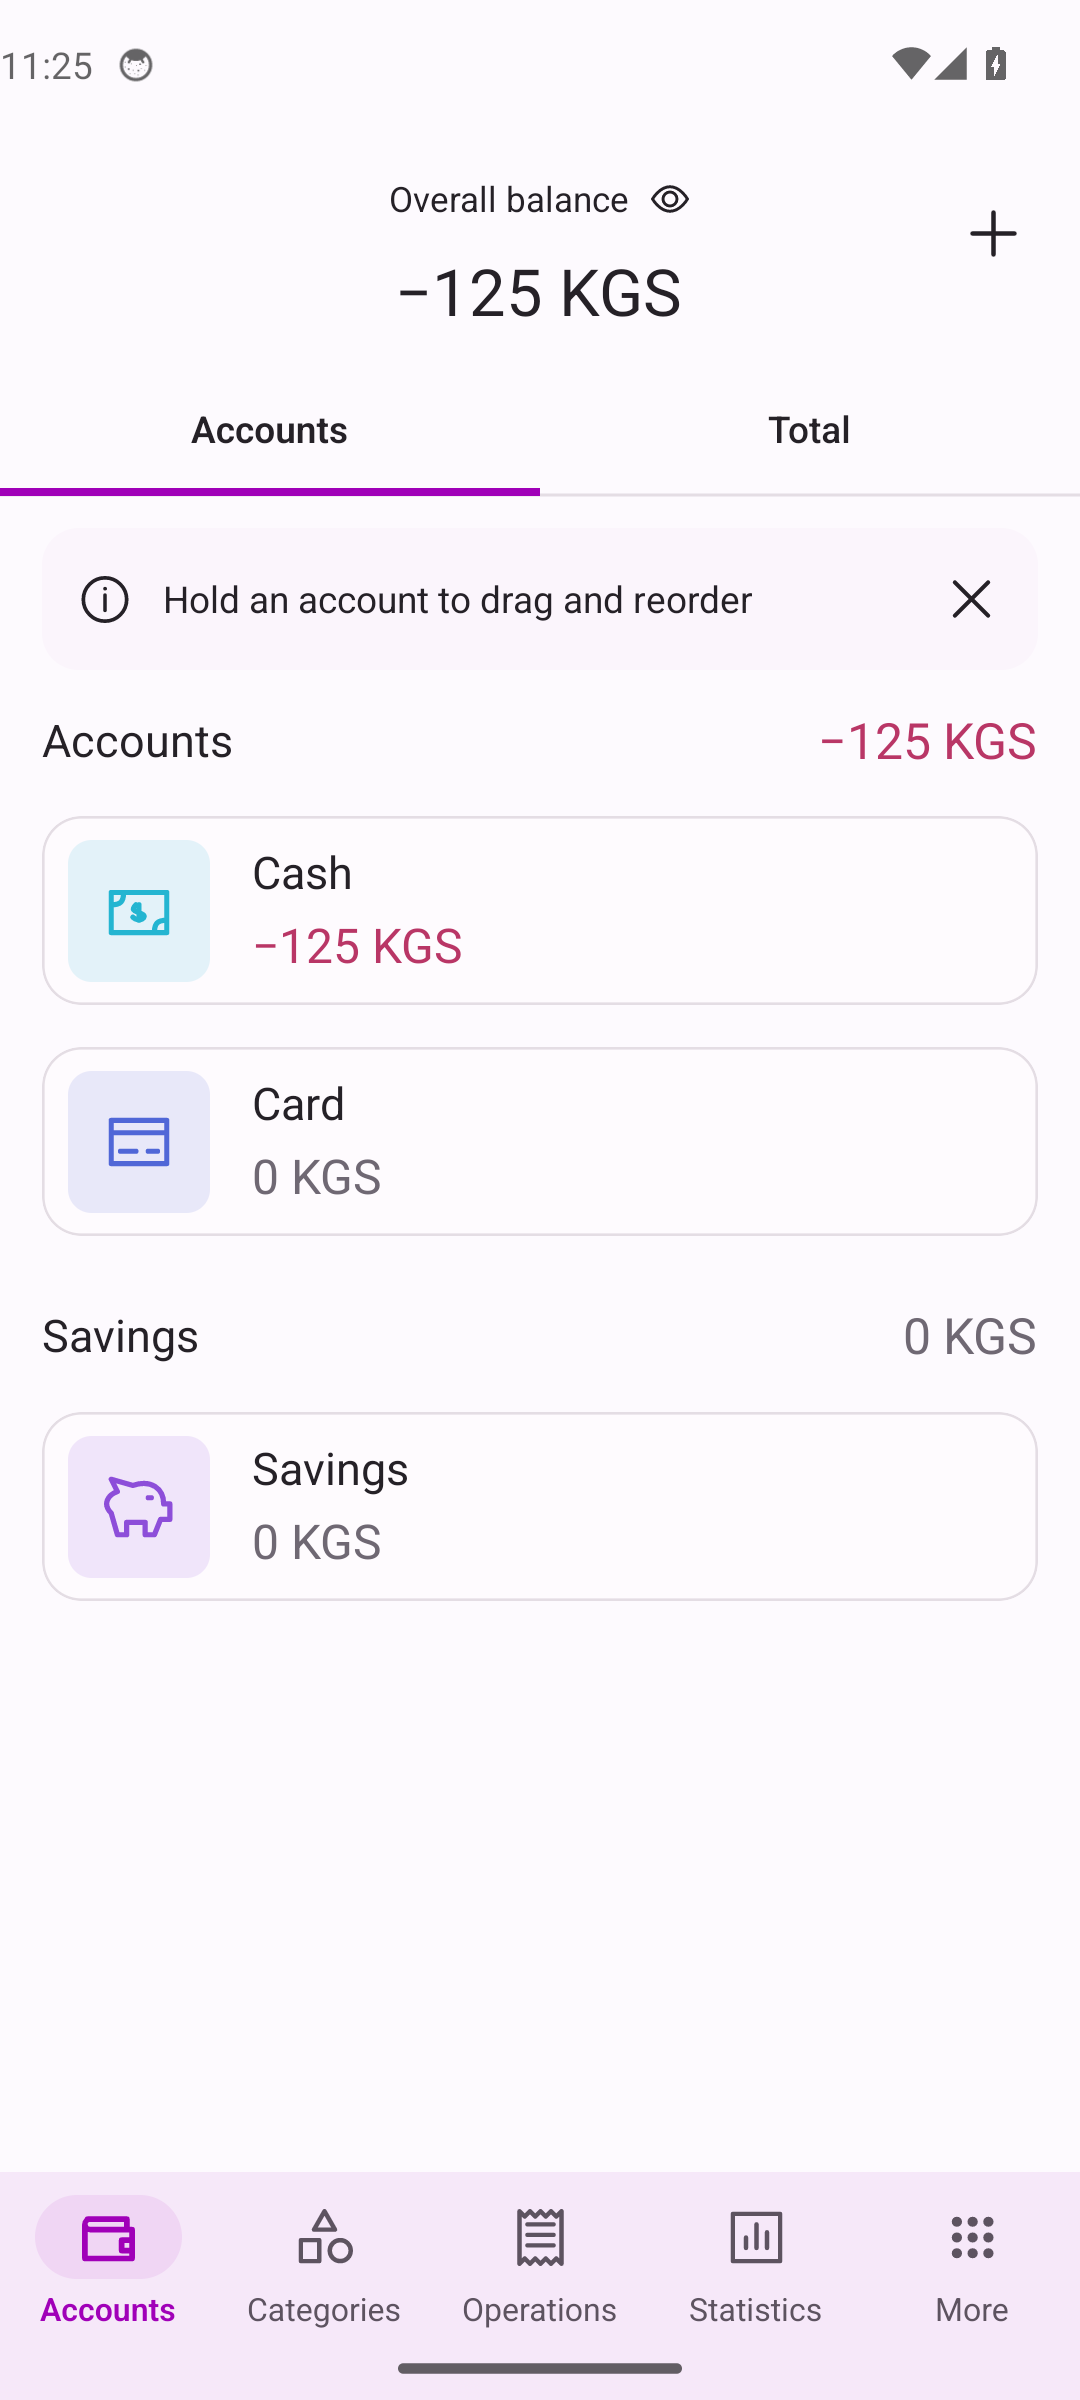 11:25
Overall balance
−125 KGS
Accounts
Total
Hold an account to drag and reorder
Accounts
−125 KGS
Cash
−125 KGS
Card
0 KGS
Savings
0 KGS
Savings
0 KGS
Accounts
Categories
Operations
Statistics
More